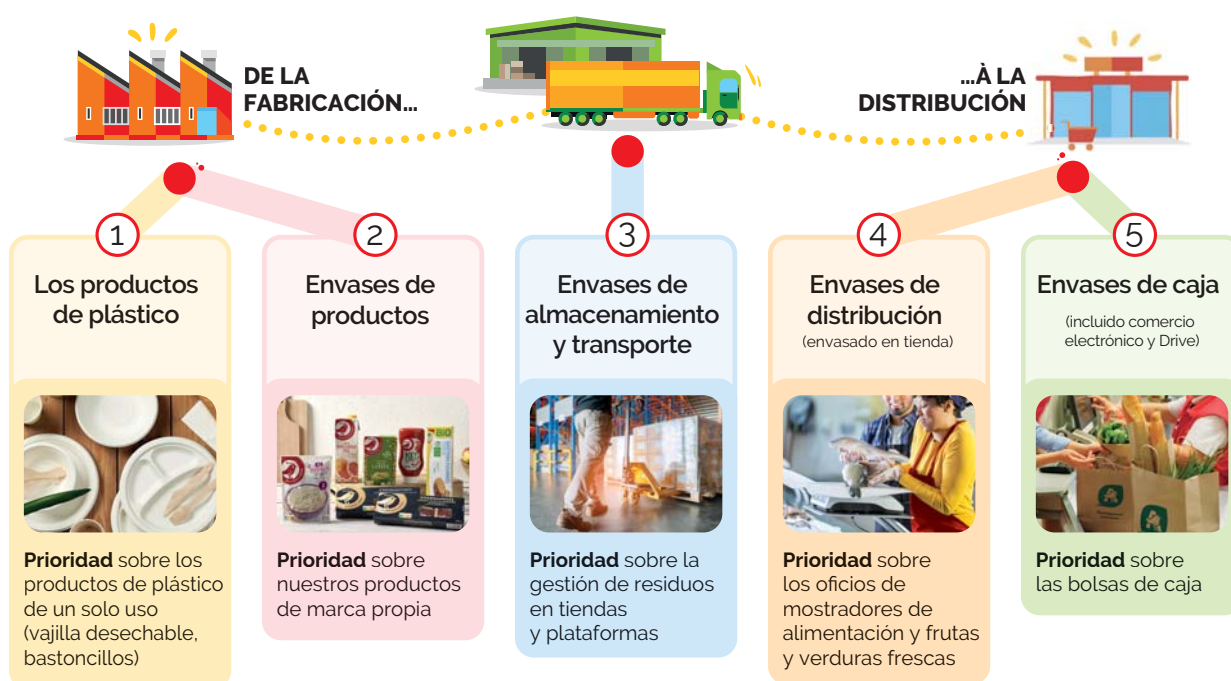 DE LA
FABRICACIÓN...
...À LA
DISTRIBUCIÓN
1
Los productos
de plástico
Prioridad sobre los
productos de plástico
de un solo uso
(vajilla desechable,
bastoncillos)
2
Envases de
productos
BIO
Prioridad sobre
nuestros productos
de marca propia
3
Envases de
almacenamiento
y transporte
Prioridad sobre la
gestión de residuos
en tiendas
y plataformas
4
Envases de
distribución
(envasado en tienda)
Prioridad sobre
los oficios de
mostradores de
alimentación y frutas
y verduras frescas
5
Envases de caja
(incluido comercio
electrónico y Drive)
Prioridad sobre
las bolsas de caja